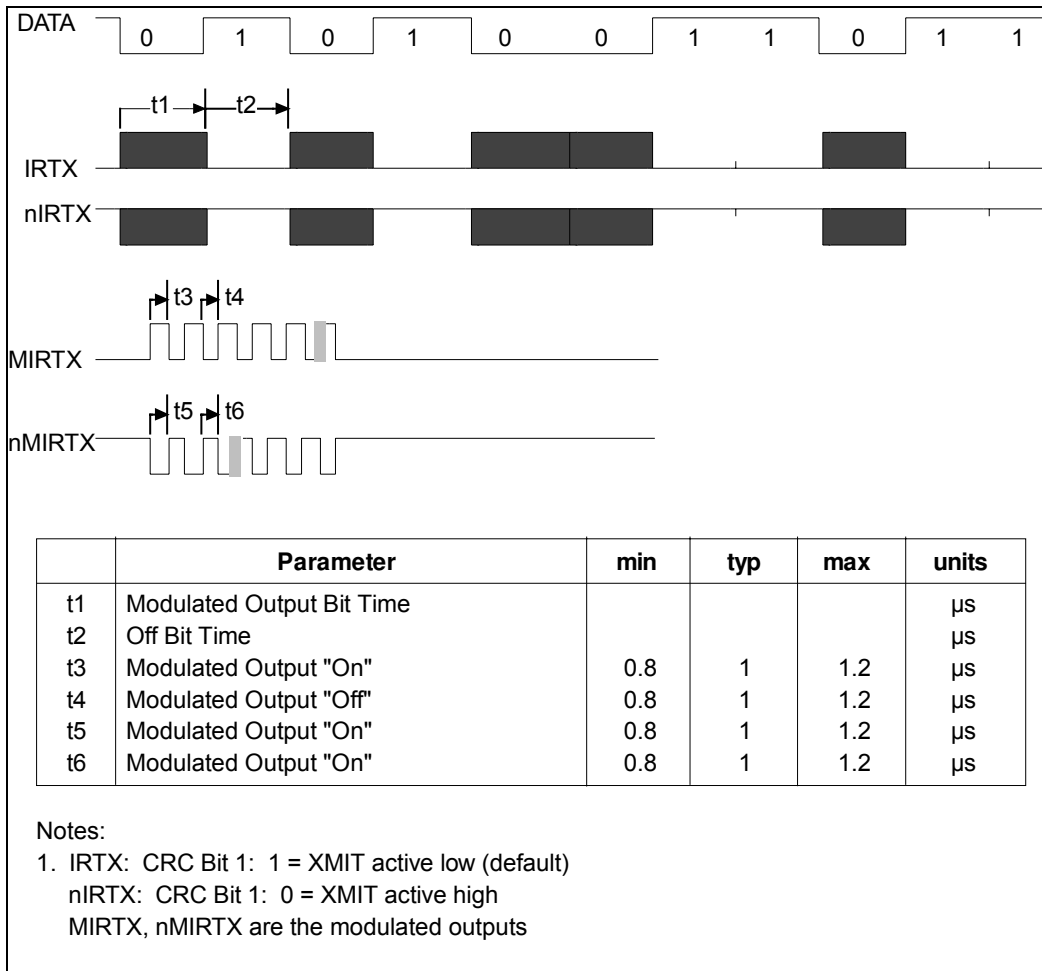 DATA 0 1 0 1 0 0 1 1 0 1 1
t1 t2
IRTX
nIRTX
t3 t4
MIRTX
t5 t6
nMIRTX
Parameter min typ max units
t1 Modulated Output Bit Time µs
t2 Off Bit Time µs
t3 Modulated Output "On" 0.8 1 1.2 µs
t4 Modulated Output "Off" 0.8 1 1.2 µs
t5 Modulated Output "On" 0.8 1 1.2 µs
t6 Modulated Output "On" 0.8 1 1.2 µs
Notes:
1. IRTX: CRC Bit 1: 1 = XMIT active low (default)
nIRTX: CRC Bit 1: 0 = XMIT active high
MIRTX, nMIRTX are the modulated outputs